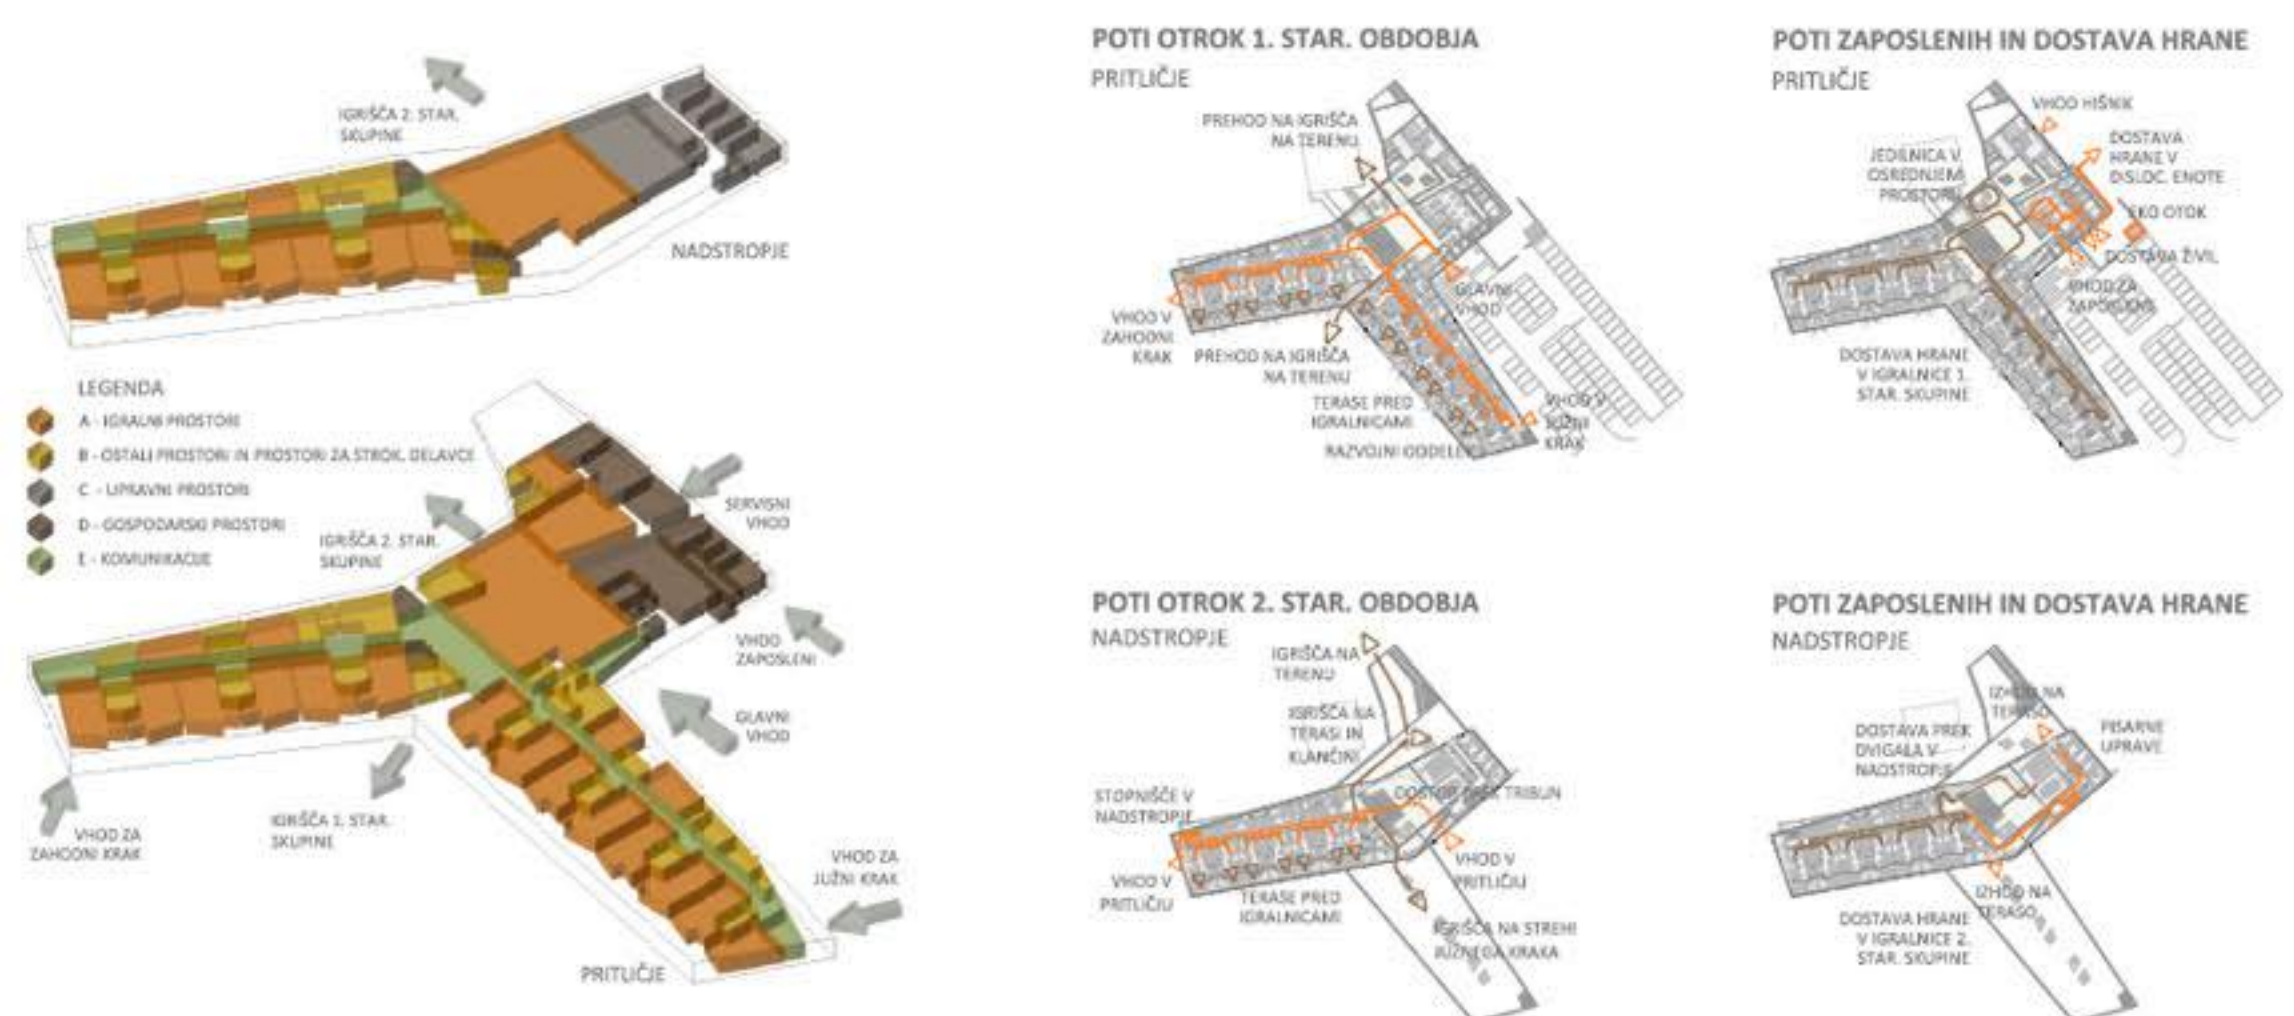 IGRIŠČA 2. STAR.
SKUPINE
NADSTROPJE
LEGENDA
A - IGRALNI PROSTORI
B - OSTALI PROSTORI IN PROSTORI ZA STROK. DELAVCE
C - UPRAVNI PROSTORI
D - GOSPODARSKI PROSTORI
E - KOMUNIKACIJE
IGRIŠČA 2. STAR.
SKUPINE
SERVISNI
VHOD
VHOD
ZAPOSLENI
GLAVNI
VHOD
VHOD ZA
ZAHODNI KRAK
IGRIŠČA 1. STAR.
SKUPINE
VHOD ZA
JUŽNI KRAK
PRITLIČJE
POTI OTROK 1. STAR. OBDOBJA
PRITLIČJE
PREHOD NA IGRIŠČA
NA TERENU
GLAVNI
VHOD
VHOD V
ZAHODNI
KRAK
PREHOD NA IGRIŠČA
NA TERENU
TERASE PRED
IGRALNICAMI
RAZVOJNI ODDELEK
VHOD V
JUŽNI
KRAK
POTI ZAPOSLENIH IN DOSTAVA HRANE
PRITLIČJE
VHOD HIŠNIK
DOSTAVA
HRANE V
DISLOC. ENOTE
JEDILNICA V
OSREDNJEM
PROSTORU
EKO OTOK
DOSTAVA ŽIVIL
VHOD ZA
ZAPOSLENE
DOSTAVA HRANE
V IGRALNICE 1.
STAR. SKUPINE
POTI OTROK 2. STAR. OBDOBJA
NADSTROPJE
IGRIŠČA NA
TERENU
IGRIŠČA NA
TERASI IN
KLANČINI
STOPNIŠČE V
NADSTROPJE
DOSTOP PREK TRIBUN
VHOD V
PRITLIČJU
VHOD V
PRITLIČJU
TERASE PRED
IGRALNICAMI
IGRIŠČA NA STREHI
JUŽNEGA KRAKA
POTI ZAPOSLENIH IN DOSTAVA HRANE
NADSTROPJE
IZHOD NA
TERASO
DOSTAVA PREK
DVIGALA V
NADSTROPJE
PISARNE
UPRAVE
IZHOD NA
TERASO
DOSTAVA HRANE
V IGRALNICE 2.
STAR. SKUPINE